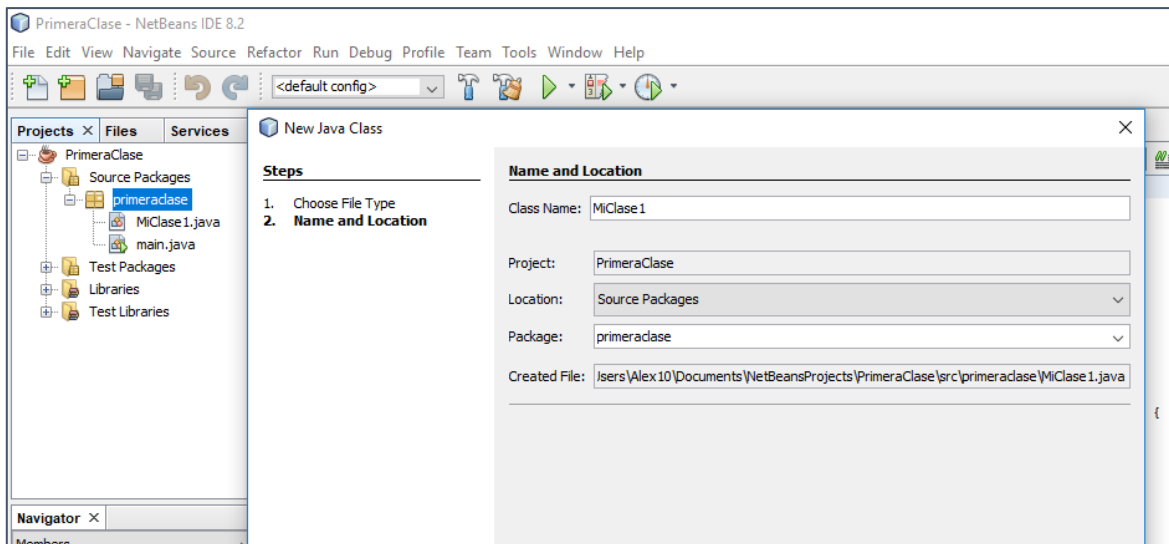 PrimeraClase - NetBeans IDE 8.2
File Edit View Navigate Source Refactor Run Debug Profile Team Tools Window Help
<default config>
Projects Files Services
PrimeraClase
Source Packages
primeraclase
MiClase1.java
main.java
Test Packages
Libraries
Test Libraries
Navigator
Members
New Java Class
Steps
1. Choose File Type
2. Name and Location
Name and Location
Class Name: MiClase1
Project: PrimeraClase
Location: Source Packages
Package: primeraclase
Created File: Jsers\Alex10\Documents\NetBeansProjects\PrimeraClase\src\primeraclase\MiClase1.java
{